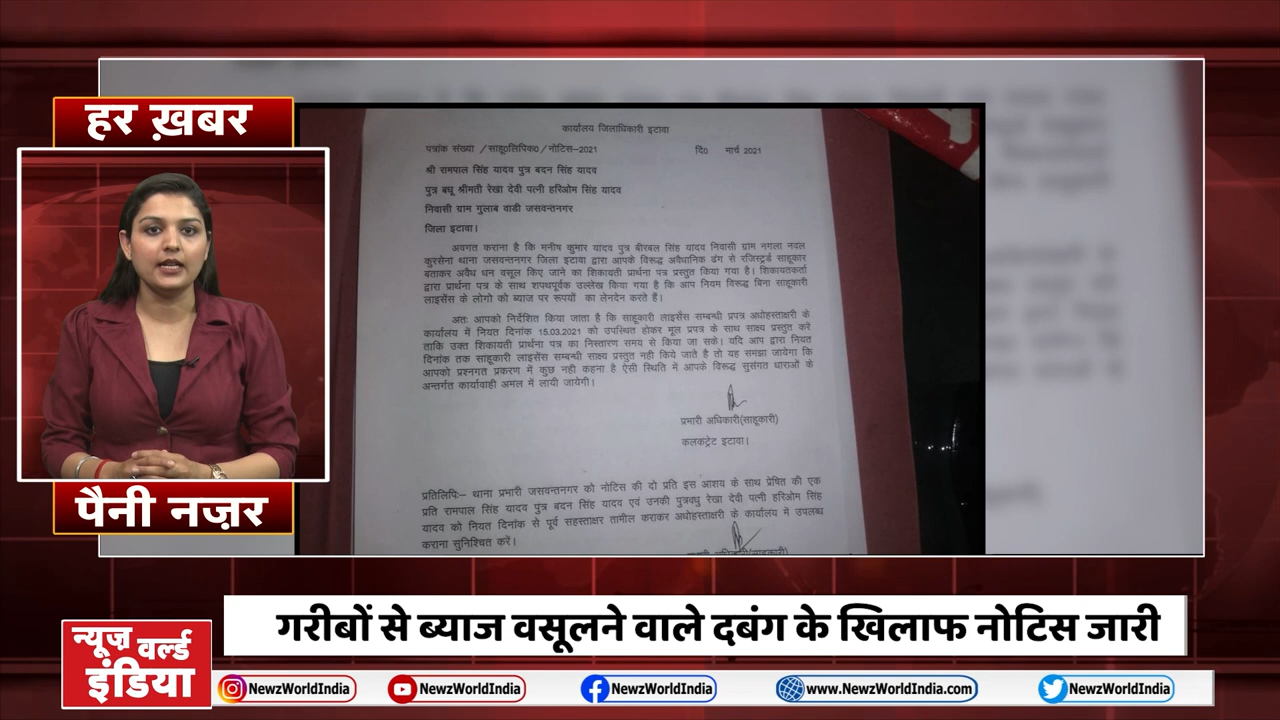 हर ख़बर
पैनी नज़र
कार्यालय जिलाधिकारी इटावा
पत्रांक संख्या /साहू0लिपिक0/नोटिस–2021 दि0 मार्च 2021
श्री रामपाल सिंह यादव पुत्र बदन सिंह यादव
पुत्र बधू श्रीमती रेखा देवी पत्नी हरिओम सिंह यादव
निवासी ग्राम गुलाब वाडी जसवन्तनगर
जिला इटावा।
अवगत कराना है कि मनीष कुमार यादव पुत्र बीरबल सिंह यादव निवासी ग्राम नगला नवल
कुरसेना थाना जसवन्तनगर जिला इटावा द्वारा आपके विरूद्ध अवैधानिक ढंग से रजिस्ट्रर्ड साहूकार
बताकर अवैध धन वसूल किए जाने का शिकायती प्रार्थना पत्र प्रस्तुत किया गया है। शिकायतकर्ता
द्वारा प्रार्थना पत्र के साथ शपथपूर्वक उल्लेख किया गया है कि आप नियम विरूद्ध बिना साहूकारी
लाइसेंस के लोगो को ब्याज पर रूपयों का लेनदेन करते हैं।
अतः आपको निर्देशित किया जाता है कि साहूकारी लाइसेंस सम्बन्धी प्रपत्र अधोहस्ताक्षरी के
कार्यालय में नियत दिनांक 15.03.2021 को उपस्थित होकर मूल प्रपत्र के साथ साक्ष्य प्रस्तुत करे
ताकि उक्त शिकायती प्रार्थना पत्र का निस्तारण समय से किया जा सके। यदि आप द्वारा नियत
दिनांक तक साहूकारी लाइसेंस सम्बन्धी साक्ष्य प्रस्तुत नही किये जाते है तो यह समझा जायेगा कि
आपको प्रश्नगत प्रकरण में कुछ नही कहना है ऐसी स्थिति में आपके विरूद्ध सुसंगत धाराओं के
अन्तर्गत कार्यावाही अमल में लायी जायेगी।
प्रभारी अधिकारी(साहूकारी)
कलक्ट्रेट इटावा।
प्रतिलिपिः– थाना प्रभारी जसवन्तनगर को नोटिस की दो प्रति इस आशय के साथ प्रेषित की एक
प्रति रामपाल सिंह यादव पुत्र बदन सिंह यादव एवं उनकी पुत्रवधु रेखा देवी पत्नी हरिओम सिंह
यादव को नियत दिनांक से पूर्व सहस्ताक्षर तामील कराकर अधोहस्ताक्षरी के कार्यालय मे उपलब्ध
कराना सुनिश्चित करें।
गरीबों से ब्याज वसूलने वाले दबंग के खिलाफ नोटिस जारी
न्यूज़ वर्ल्ड
इंडिया
NewzWorldIndia NewzWorldIndia NewzWorldIndia www.NewzWorldIndia.com NewzWorldIndia